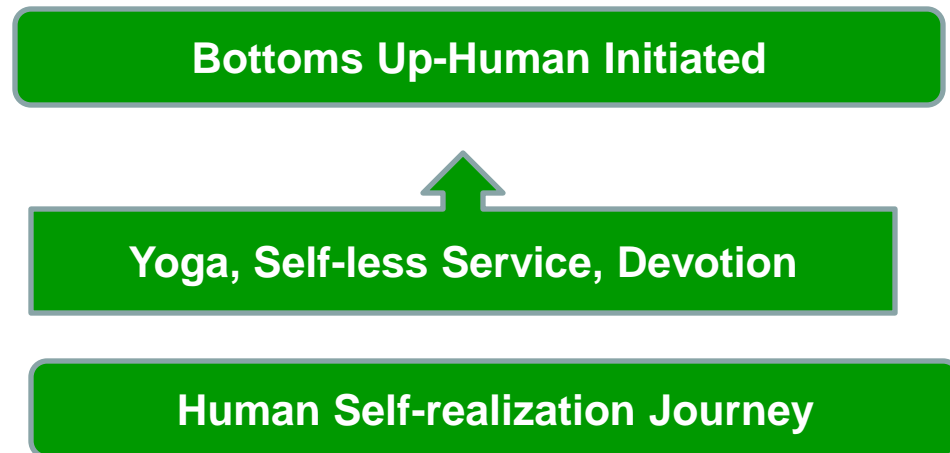 Bottoms Up-Human Initiated
Yoga, Self-less Service, Devotion
Human Self-realization Journey